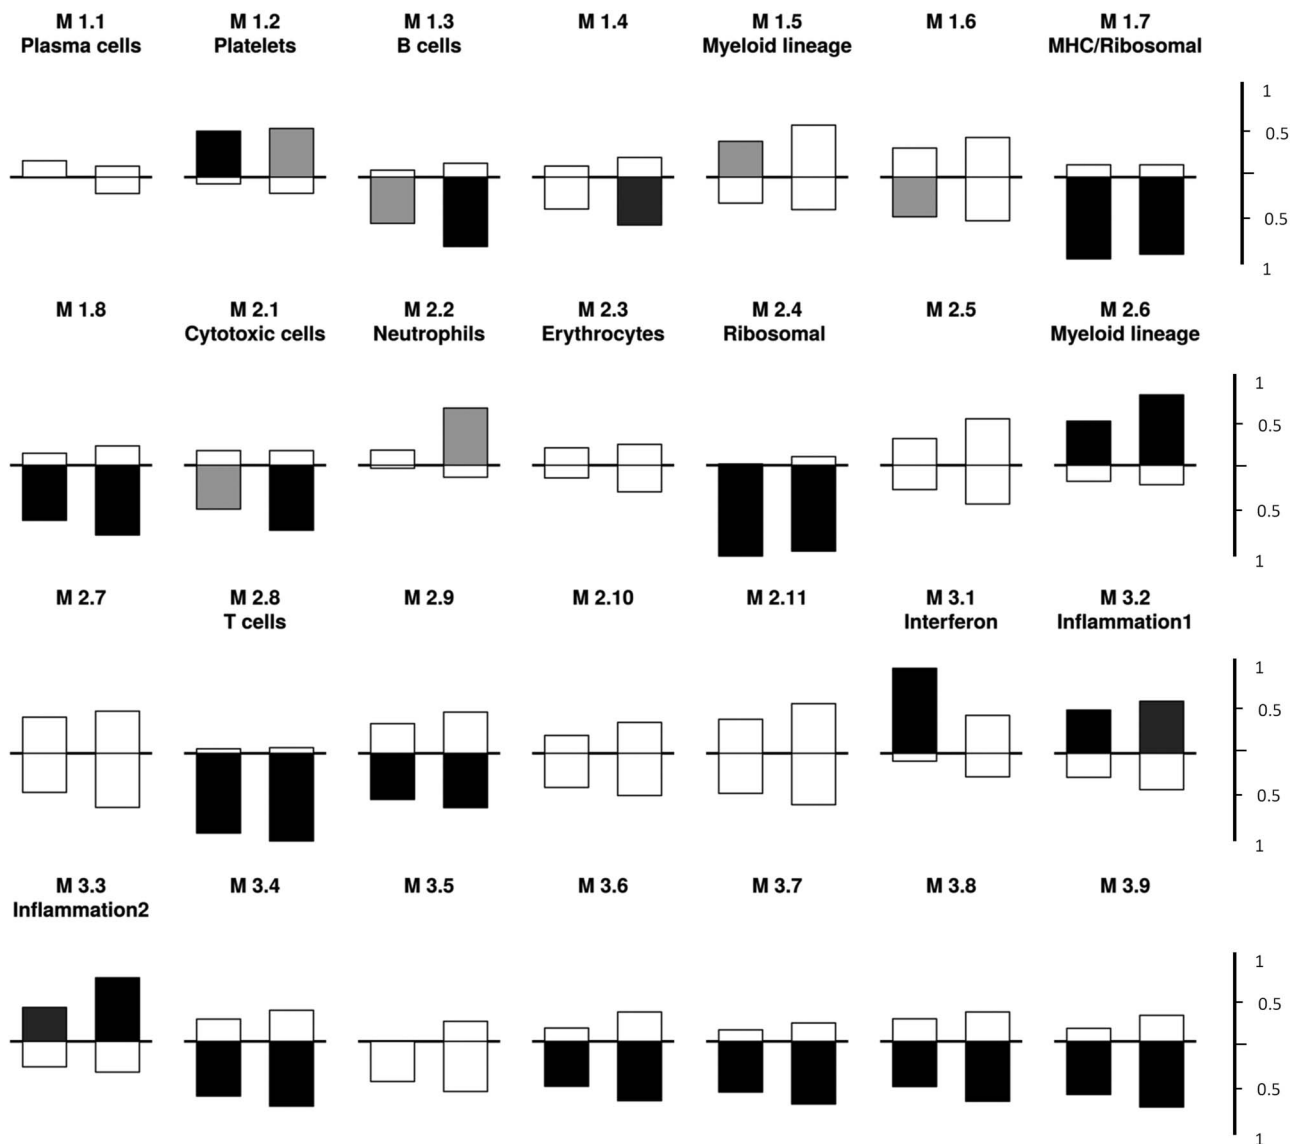 M 1.1
Plasma cells
M 1.2
Platelets
M 1.3
B cells
M 1.4
M 1.5
Myeloid lineage
M 1.6
M 1.7
MHC/Ribosomal
1
0.5
0.5
1
M 1.8
M 2.1
Cytotoxic cells
M 2.2
Neutrophils
M 2.3
Erythrocytes
M 2.4
Ribosomal
M 2.5
M 2.6
Myeloid lineage
1
0.5
0.5
1
M 2.7
M 2.8
T cells
M 2.9
M 2.10
M 2.11
M 3.1
Interferon
M 3.2
Inflammation1
1
0.5
0.5
1
M 3.3
Inflammation2
M 3.4
M 3.5
M 3.6
M 3.7
M 3.8
M 3.9
1
0.5
0.5
1